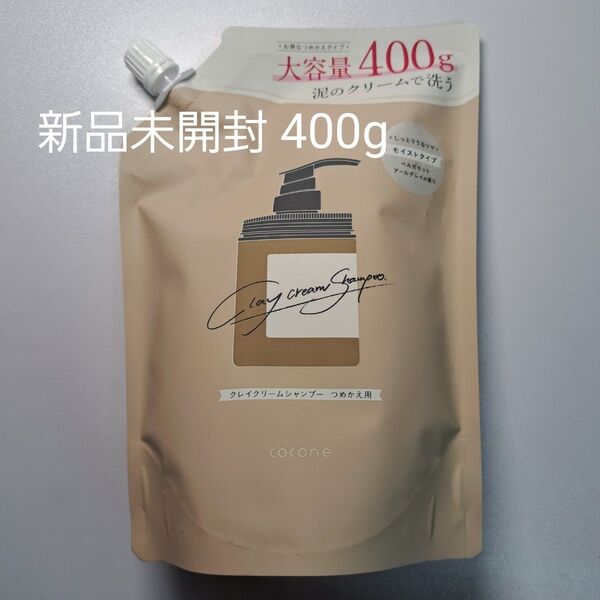 ・お得なつめかえタイプ・
大容量 400g
泥のクリームで洗う
新品未開封 400g
しっとりうるツヤ
モイストタイプ
ベルガモット
アールグレイの香り
Clay cream Shampoo.
クレイクリームシャンプー つめかえ用
cocone